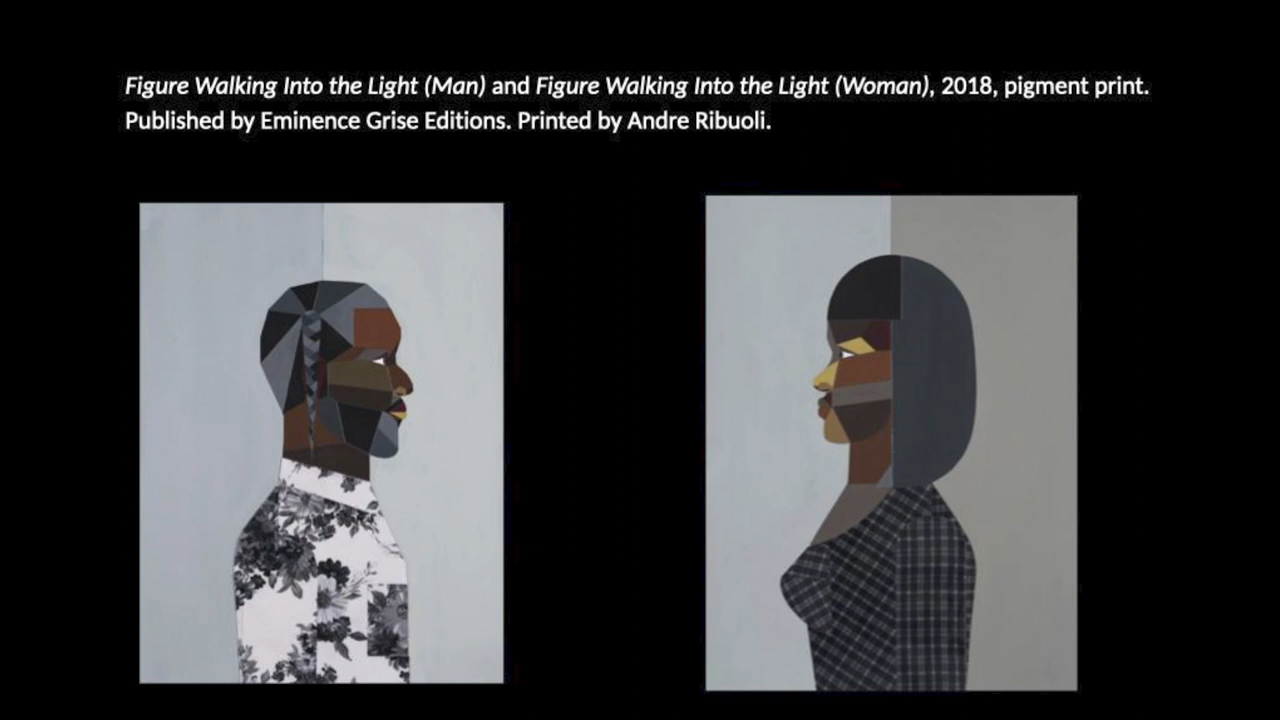 Figure Walking Into the Light (Man) and Figure Walking Into the Light (Woman), 2018, pigment print.
Published by Eminence Grise Editions. Printed by Andre Ribuoli.